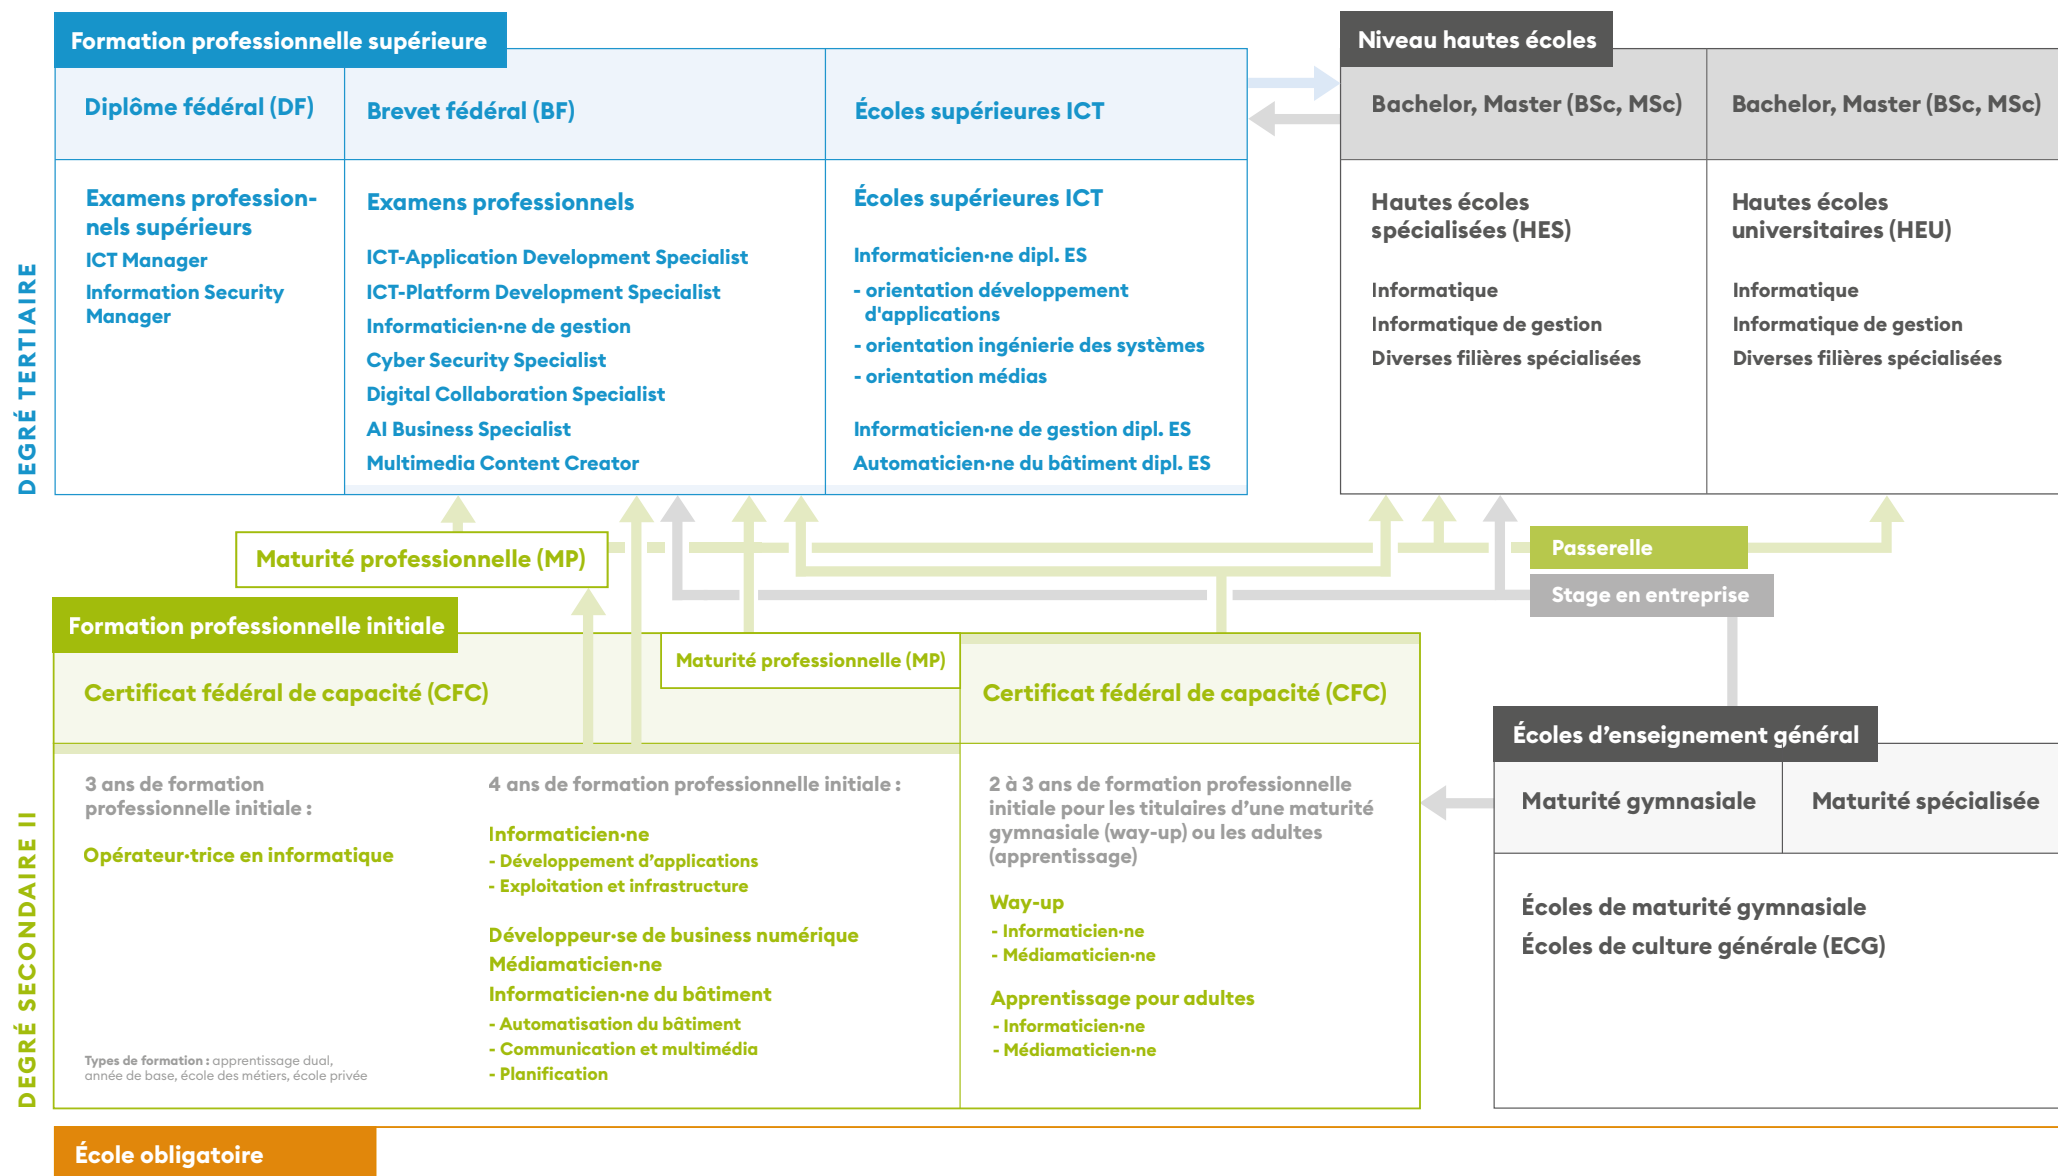 Formation professionnelle supérieure
Diplôme fédéral (DF)
Brevet fédéral (BF)
Écoles supérieures ICT
Examens profession-
nels supérieurs
ICT Manager
Information Security
Manager
Examens professionnels
ICT-Application Development Specialist
ICT-Platform Development Specialist
Informaticien·ne de gestion
Cyber Security Specialist
Digital Collaboration Specialist
AI Business Specialist
Multimedia Content Creator
Écoles supérieures ICT
Informaticien·ne dipl. ES
- orientation développement
d'applications
- orientation ingénierie des systèmes
- orientation médias
Informaticien·ne de gestion dipl. ES
Automaticien·ne du bâtiment dipl. ES
Niveau hautes écoles
Bachelor, Master (BSc, MSc)
Bachelor, Master (BSc, MSc)
Hautes écoles
spécialisées (HES)
Informatique
Informatique de gestion
Diverses filières spécialisées
Hautes écoles
universitaires (HEU)
Informatique
Informatique de gestion
Diverses filières spécialisées
DEGRÉ TERTIAIRE
Maturité professionnelle (MP)
Passerelle
Stage en entreprise
Formation professionnelle initiale
Certificat fédéral de capacité (CFC)
Maturité professionnelle (MP)
Certificat fédéral de capacité (CFC)
3 ans de formation
professionnelle initiale :
Opérateur·trice en informatique
Types de formation : apprentissage dual,
année de base, école des métiers, école privée
4 ans de formation professionnelle initiale :
Informaticien·ne
- Développement d’applications
- Exploitation et infrastructure
Développeur·se de business numérique
Médiamaticien·ne
Informaticien·ne du bâtiment
- Automatisation du bâtiment
- Communication et multimédia
- Planification
2 à 3 ans de formation professionnelle
initiale pour les titulaires d’une maturité
gymnasiale (way-up) ou les adultes
(apprentissage)
Way-up
- Informaticien·ne
- Médiamaticien·ne
Apprentissage pour adultes
- Informaticien·ne
- Médiamaticien·ne
Écoles d’enseignement général
Maturité gymnasiale
Maturité spécialisée
Écoles de maturité gymnasiale
Écoles de culture générale (ECG)
DEGRÉ SECONDAIRE II
École obligatoire